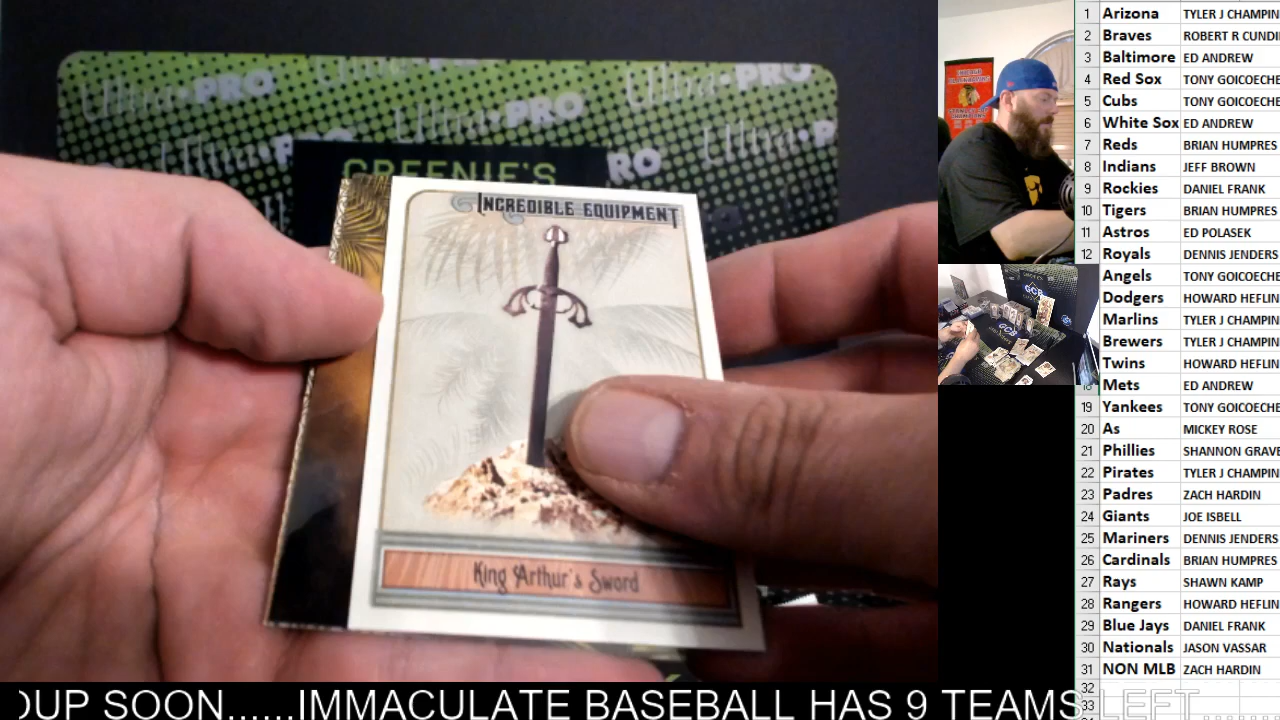 Ultra•PRO
Ultra•PRO
Ultra•PRO
PRO
GREENIE'S
INCREDIBLE EQUIPMENT
King Arthur's Sword
GCB
GCB
1 Arizona TYLER J CHAMPIN
2 Braves ROBERT R CUNDI
3 Baltimore ED ANDREW
4 Red Sox TONY GOICOECHE
5 Cubs TONY GOICOECHE
6 White Sox ED ANDREW
7 Reds BRIAN HUMPRES
8 Indians JEFF BROWN
9 Rockies DANIEL FRANK
10 Tigers BRIAN HUMPRES
11 Astros ED POLASEK
12 Royals DENNIS JENDERS
Angels TONY GOICOECHE
Dodgers HOWARD HEFLIN
Marlins TYLER J CHAMPIN
Brewers TYLER J CHAMPIN
Twins HOWARD HEFLIN
Mets ED ANDREW
19 Yankees TONY GOICOECHE
20 As MICKEY ROSE
21 Phillies SHANNON GRAVE
22 Pirates TYLER J CHAMPIN
23 Padres ZACH HARDIN
24 Giants JOE ISBELL
25 Mariners DENNIS JENDERS
26 Cardinals BRIAN HUMPRES
27 Rays SHAWN KAMP
28 Rangers HOWARD HEFLIN
29 Blue Jays DANIEL FRANK
30 Nationals JASON VASSAR
31 NON MLB ZACH HARDIN
32
33
OUP SOON......IMMACULATE BASEBALL HAS 9 TEAMS LEFT........